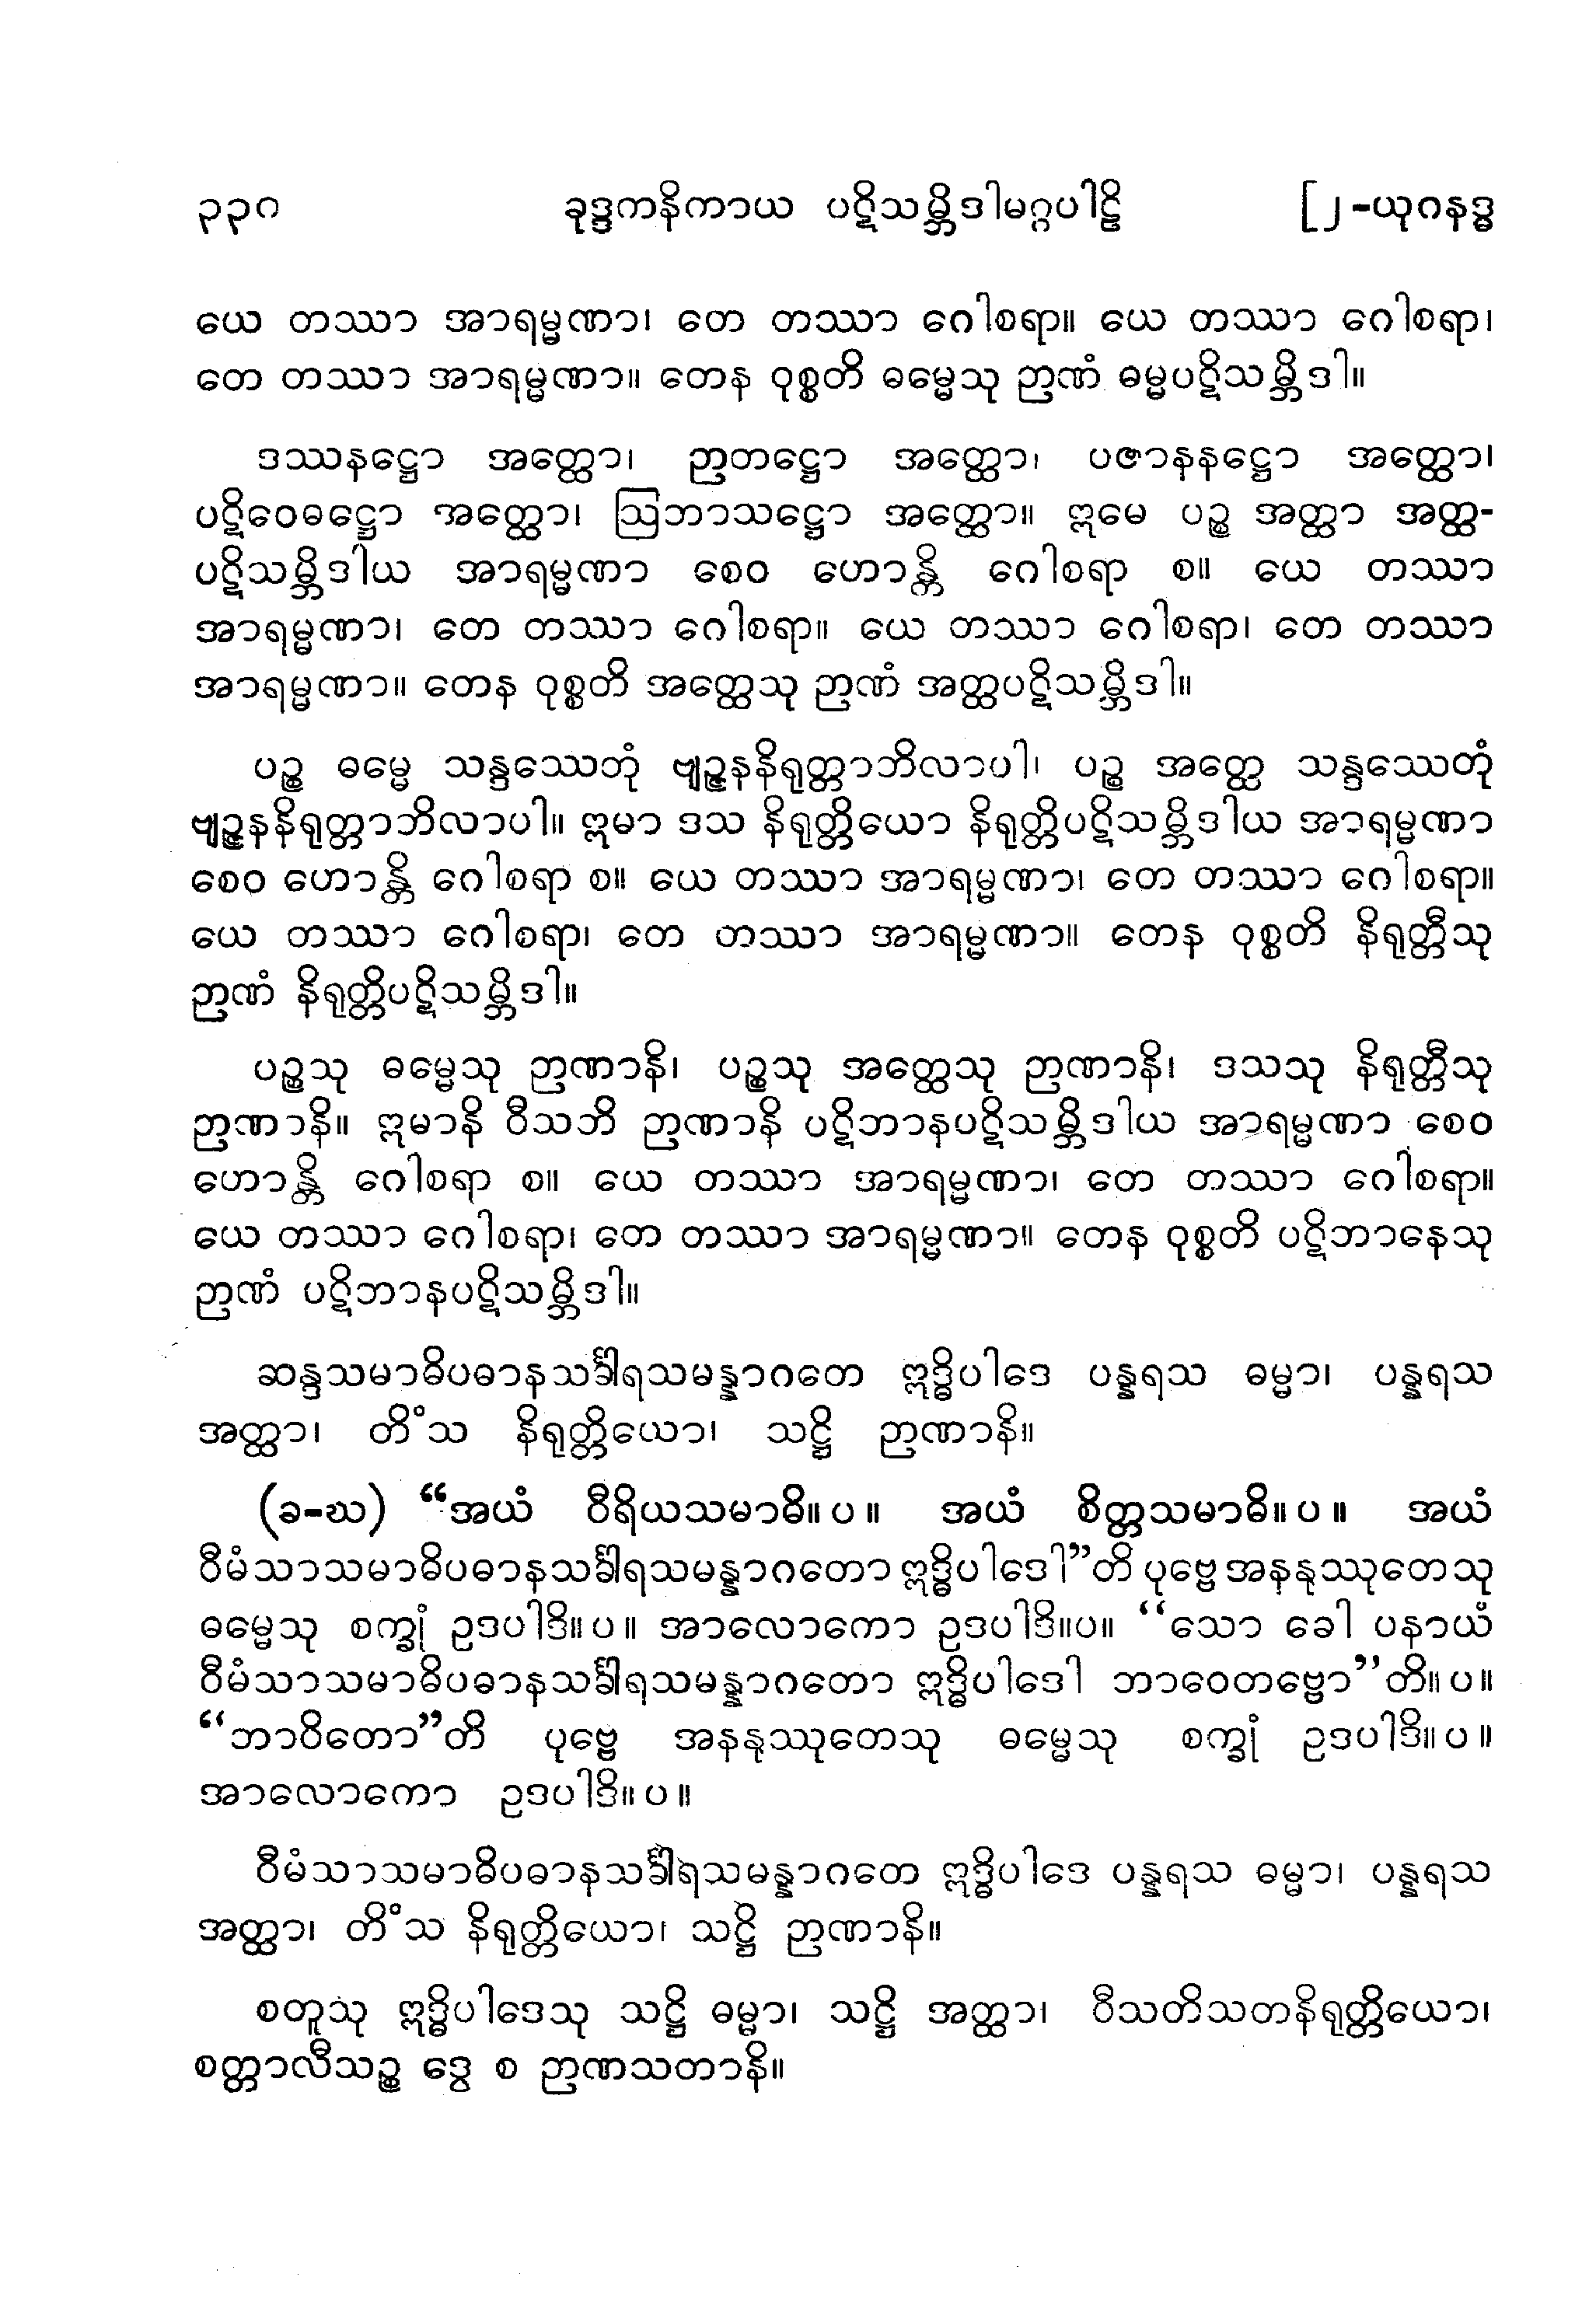 ၃၃၀ ခုဒ္ဒကနိကာယ ပဋိသမ္ဘိဒါမဂ္ဂပါဠိ [၂-ယုဂနဒ္ဓ
ယေ တဿာ အာရမ္မဏာ၊ တေ တဿာ ဂေါစရာ။ ယေ တဿာ ဂေါစရာ၊
တေ တဿာ အာရမ္မဏာ။ တေန ဝုစ္စတိ ဓမ္မေသု ဉာဏံ ဓမ္မပဋိသမ္ဘိဒါ။
ဒဿနဋ္ဌော အတ္ထော၊ ဉာတဋ္ဌော အတ္ထော၊ ပဇာနနဋ္ဌော အတ္ထော၊
ပဋိဝေဓဋ္ဌော အတ္ထော၊ ဩဘာသဋ္ဌော အတ္ထော။ ဣမေ ပဉ္စ အတ္ထာ အတ္ထ-
ပဋိသမ္ဘိဒါယ အာရမ္မဏာ စေဝ ဟောန္တိ ဂေါစရာ စ။ ယေ တဿာ
အာရမ္မဏာ၊ တေ တဿာ ဂေါစရာ။ ယေ တဿာ ဂေါစရာ၊ တေ တဿာ
အာရမ္မဏာ။ တေန ဝုစ္စတိ အတ္ထေသု ဉာဏံ အတ္ထပဋိသမ္ဘိဒါ။
ပဉ္စ ဓမ္မေ သန္ဒဿေတုံ ဗျဉ္ဇနနိရုတ္တာဘိလာပါ၊ ပဉ္စ အတ္ထေ သန္ဒဿေတုံ
ဗျဉ္ဇနနိရုတ္တာဘိလာပါ။ ဣမာ ဒသ နိရုတ္တိယော နိရုတ္တိပဋိသမ္ဘိဒါယ အာရမ္မဏာ
စေဝ ဟောန္တိ ဂေါစရာ စ။ ယေ တဿာ အာရမ္မဏာ၊ တေ တဿာ ဂေါစရာ။
ယေ တဿာ ဂေါစရာ၊ တေ တဿာ အာရမ္မဏာ။ တေန ဝုစ္စတိ နိရုတ္တီသု
ဉာဏံ နိရုတ္တိပဋိသမ္ဘိဒါ။
ပဉ္စသု ဓမ္မေသု ဉာဏာနိ၊ ပဉ္စသု အတ္ထေသု ဉာဏာနိ၊ ဒသသု နိရုတ္တီသု
ဉာဏာနိ။ ဣမာနိ ဝီသတိ ဉာဏာနိ ပဋိဘာနပဋိသမ္ဘိဒါယ အာရမ္မဏာ စေဝ
ဟောန္တိ ဂေါစရာ စ။ ယေ တဿာ အာရမ္မဏာ၊ တေ တဿာ ဂေါစရာ။
ယေ တဿာ ဂေါစရာ၊ တေ တဿာ အာရမ္မဏာ။ တေန ဝုစ္စတိ ပဋိဘာနေသု
ဉာဏံ ပဋိဘာနပဋိသမ္ဘိဒါ။
ဆန္ဒသမာဓိပဓာနသင်္ခါရသမန္နာဂတေ ဣဒ္ဓိပါဒေ ပန္နရသ ဓမ္မာ၊ ပန္နရသ
အတ္ထာ၊ တိံသ နိရုတ္တိယော၊ သဋ္ဌိ ဉာဏာနိ။
(ခ-ဃ) “အယံ ဝီရိယသမာဓိ။ပ။ အယံ စိတ္တသမာဓိ။ပ။ အယံ
ဝီမံသာသမာဓိပဓာနသင်္ခါရသမန္နာဂတော ဣဒ္ဓိပါဒေါ”တိ ပုဗ္ဗေ အနနုဿုတေသု
ဓမ္မေသု စက္ခုံ ဥဒပါဒိ။ပ။ အာလောကော ဥဒပါဒိ။ပ။ “သော ခေါ ပနာယံ
ဝီမံသာသမာဓိပဓာနသင်္ခါရသမန္နာဂတော ဣဒ္ဓိပါဒေါ ဘာဝေတဗ္ဗော”တိ။ပ။
“ဘာဝိတော”တိ ပုဗ္ဗေ အနနုဿုတေသု ဓမ္မေသု စက္ခုံ ဥဒပါဒိ။ပ။
အာလောကော ဥဒပါဒိ။ပ။
ဝီမံသာသမာဓိပဓာနသင်္ခါရသမန္နာဂတေ ဣဒ္ဓိပါဒေ ပန္နရသ ဓမ္မာ၊ ပန္နရသ
အတ္ထာ၊ တိံသ နိရုတ္တိယော၊ သဋ္ဌိ ဉာဏာနိ။
စတူသု ဣဒ္ဓိပါဒေသု သဋ္ဌိ ဓမ္မာ၊ သဋ္ဌိ အတ္ထာ၊ ဝီသတိသတနိရုတ္တိယော၊
စတ္တာလီသဉ္စ ဒွေ စ ဉာဏသတာနိ။